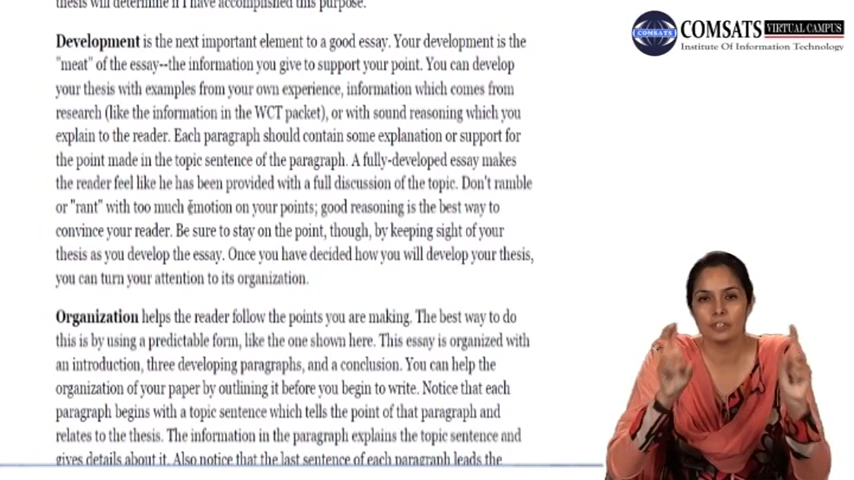 thesis will determine if I have accomplished this purpose.
Development is the next important element to a good essay. Your development is the
"meat" of the essay--the information you give to support your point. You can develop
your thesis with examples from your own experience, information which comes from
research (like the information in the WCT packet), or with sound reasoning which you
explain to the reader. Each paragraph should contain some explanation or support for
the point made in the topic sentence of the paragraph. A fully-developed essay makes
the reader feel like he has been provided with a full discussion of the topic. Don't ramble
or "rant" with too much emotion on your points; good reasoning is the best way to
convince your reader. Be sure to stay on the point, though, by keeping sight of your
thesis as you develop the essay. Once you have decided how you will develop your thesis,
you can turn your attention to its organization.
Organization helps the reader follow the points you are making. The best way to do
this is by using a predictable form, like the one shown here. This essay is organized with
an introduction, three developing paragraphs, and a conclusion. You can help the
organization of your paper by outlining it before you begin to write. Notice that each
paragraph begins with a topic sentence which tells the point of that paragraph and
relates to the thesis. The information in the paragraph explains the topic sentence and
gives details about it. Also notice that the last sentence of each paragraph leads the
COMSATS
COMSATS VIRTUAL CAMPUS
Institute Of Information Technology